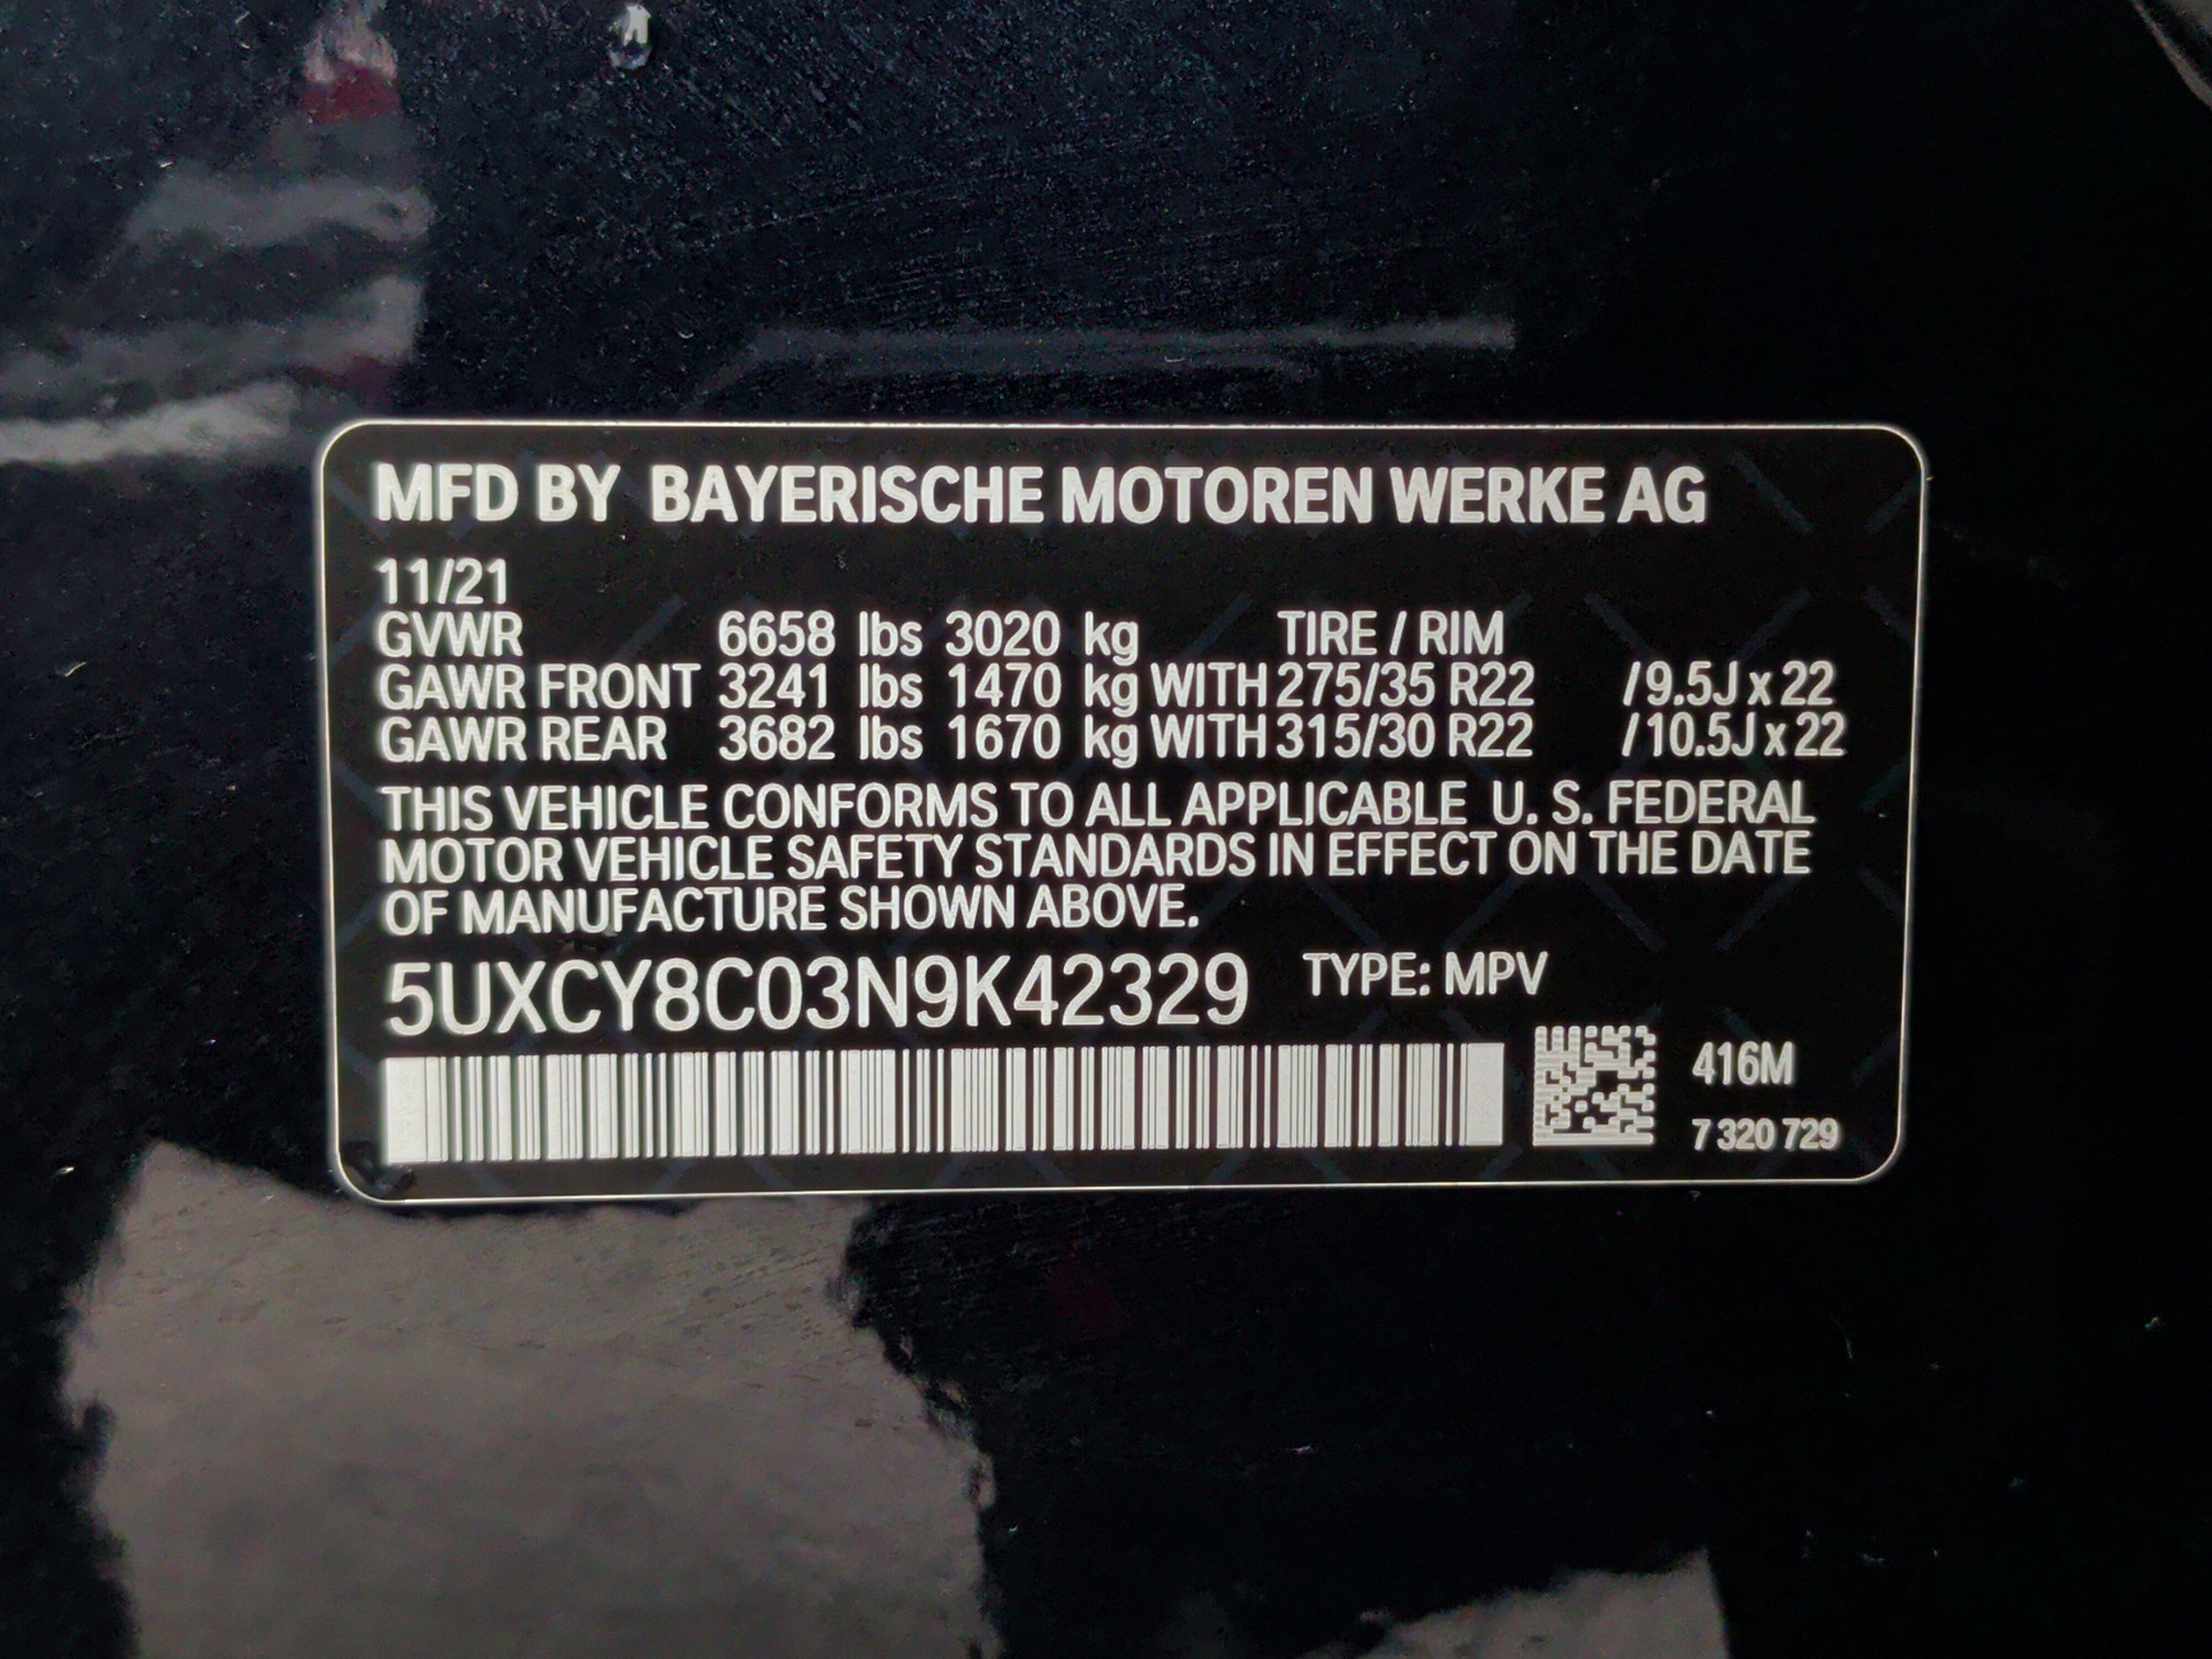 MFD BY BAYERISCHE MOTOREN WERKE AG
11/21
GVWR 6658 lbs 3020 kg TIRE / RIM
GAWR FRONT 3241 lbs 1470 kg WITH 275/35 R22 / 9.5J x 22
GAWR REAR 3682 lbs 1670 kg WITH 315/30 R22 / 10.5J x 22
THIS VEHICLE CONFORMS TO ALL APPLICABLE U. S. FEDERAL
MOTOR VEHICLE SAFETY STANDARDS IN EFFECT ON THE DATE
OF MANUFACTURE SHOWN ABOVE.
5UXCY8C03N9K42329 TYPE: MPV
416M
7 320 729